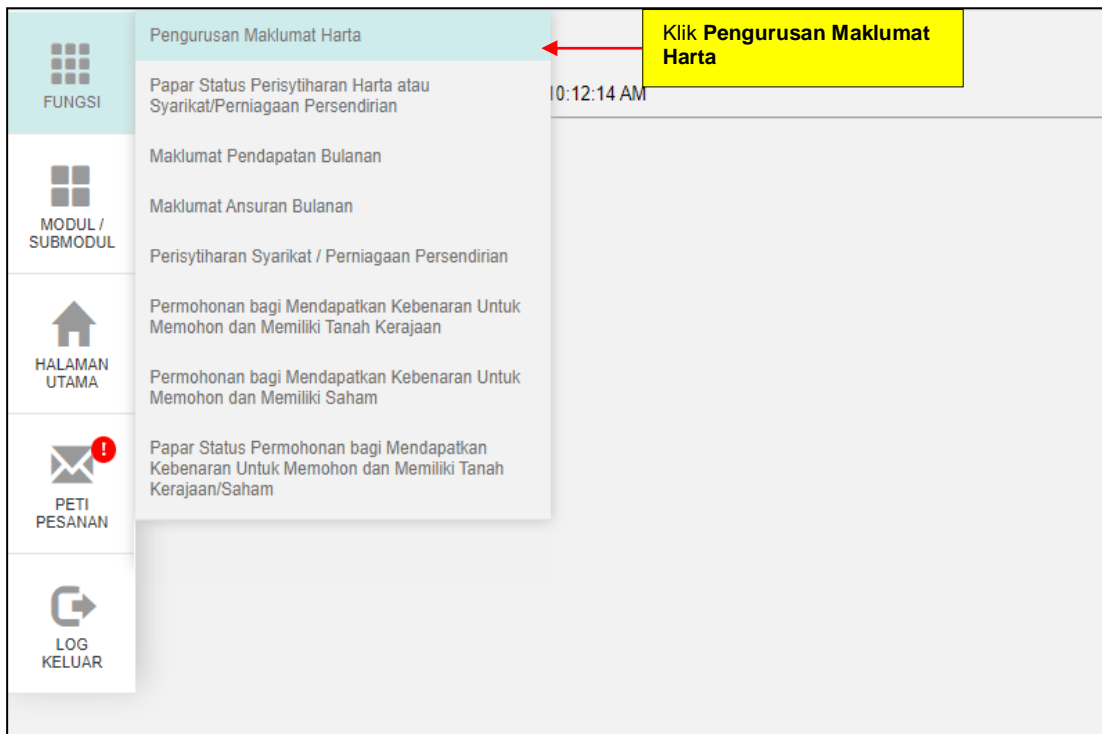 FUNGSI
MODUL /
SUBMODUL
HALAMAN
UTAMA
!
PETI
PESANAN
LOG
KELUAR
Pengurusan Maklumat Harta
Papar Status Perisytiharan Harta atau
Syarikat/Perniagaan Persendirian
Maklumat Pendapatan Bulanan
Maklumat Ansuran Bulanan
Perisytiharan Syarikat / Perniagaan Persendirian
Permohonan bagi Mendapatkan Kebenaran Untuk
Memohon dan Memiliki Tanah Kerajaan
Permohonan bagi Mendapatkan Kebenaran Untuk
Memohon dan Memiliki Saham
Papar Status Permohonan bagi Mendapatkan
Kebenaran Untuk Memohon dan Memiliki Tanah
Kerajaan/Saham
Klik Pengurusan Maklumat
Harta
10:12:14 AM